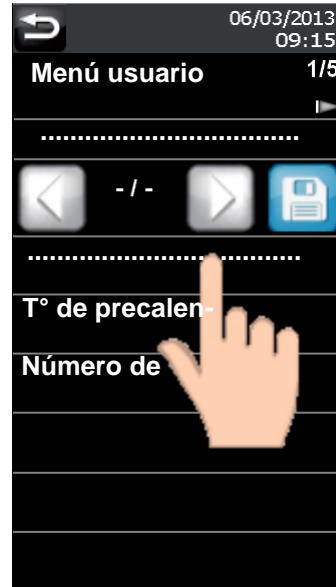 06/03/2013
09:15
Menú usuario 1/5
..................................
- / -
....................................
T° de precalen-
Número de